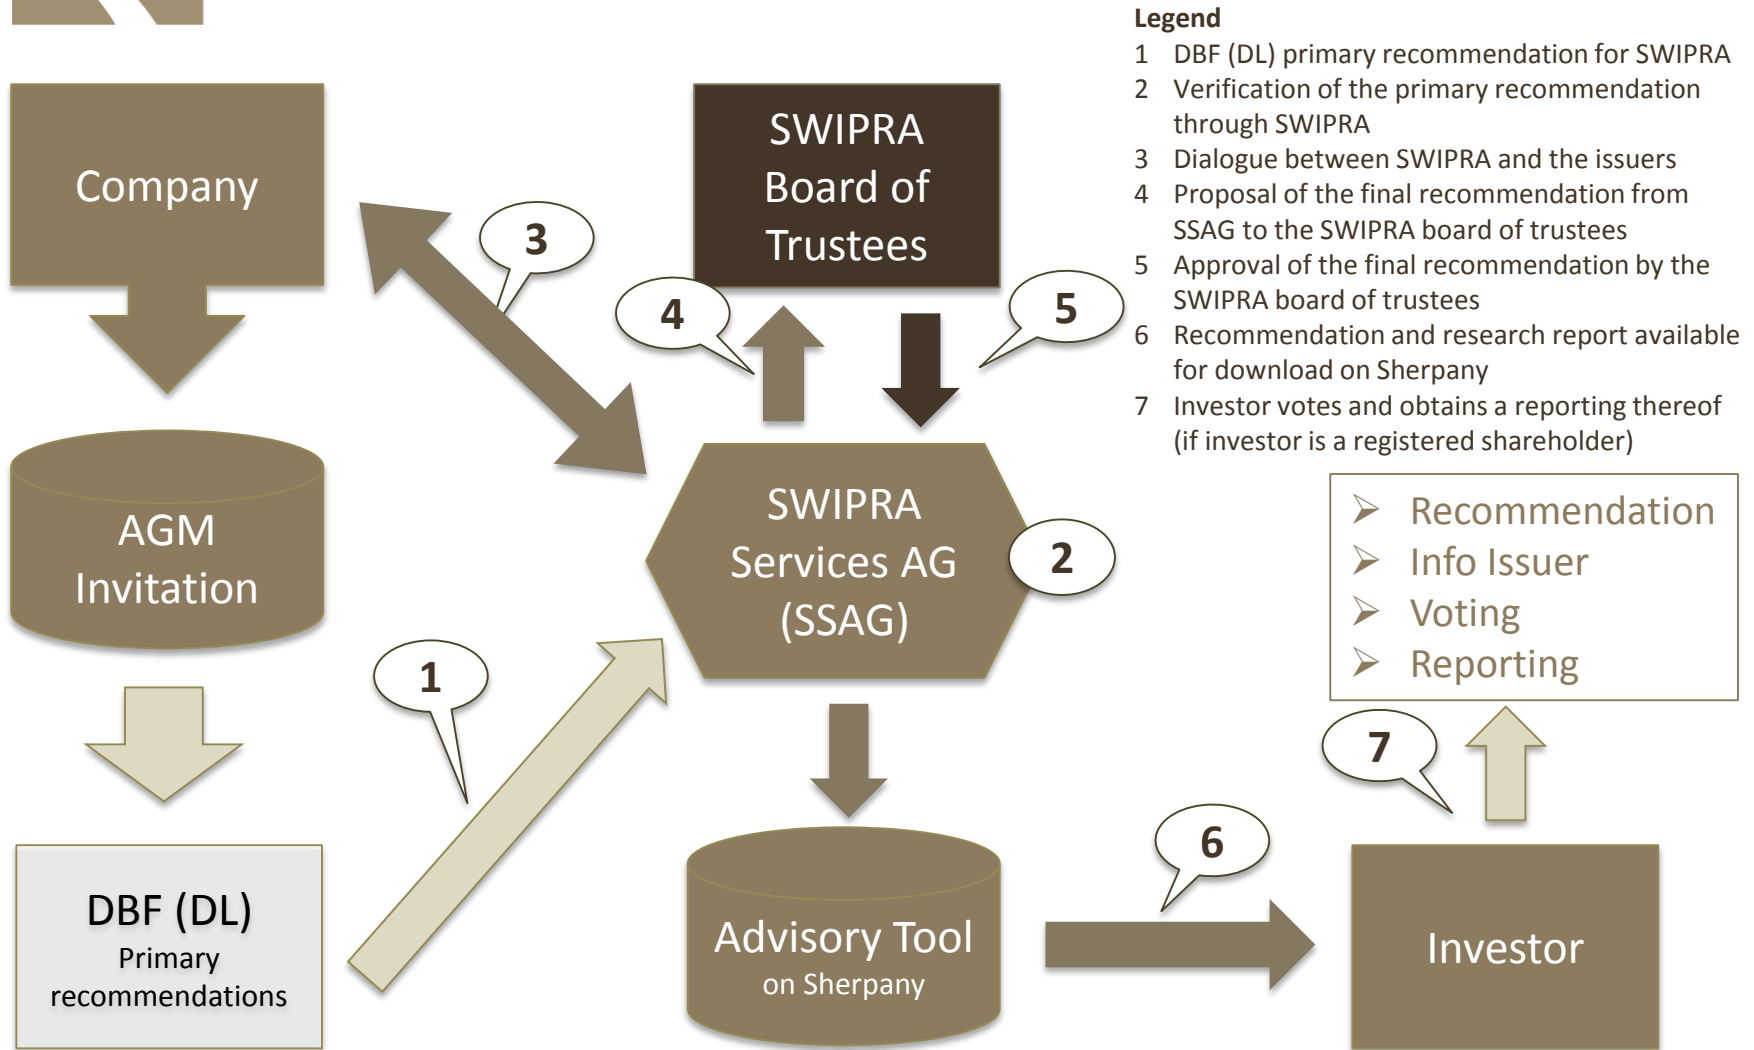 Legend
1 DBF (DL) primary recommendation for SWIPRA
2 Verification of the primary recommendation
through SWIPRA
3 Dialogue between SWIPRA and the issuers
4 Proposal of the final recommendation from
SSAG to the SWIPRA board of trustees
5 Approval of the final recommendation by the
SWIPRA board of trustees
6 Recommendation and research report available
for download on Sherpany
7 Investor votes and obtains a reporting thereof
(if investor is a registered shareholder)
Company
3
SWIPRA
Board of
Trustees
4
5
AGM
Invitation
SWIPRA
Services AG
(SSAG)
2
➢ Recommendation
➢ Info Issuer
➢ Voting
➢ Reporting
1
7
6
DBF (DL)
Primary
recommendations
Advisory Tool
on Sherpany
Investor